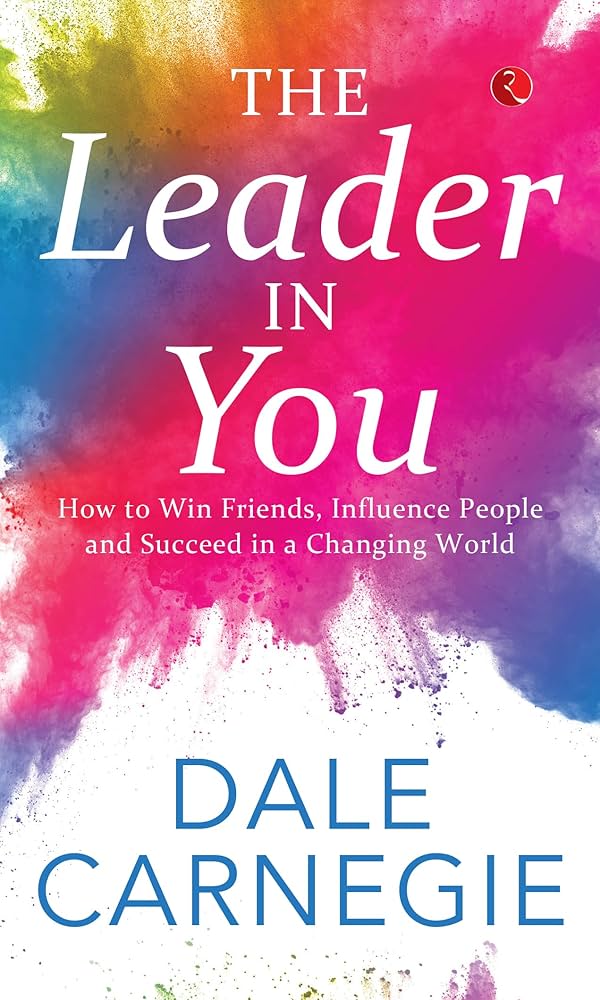 THE
Leader
IN
You
How to Win Friends, Influence People
and Succeed in a Changing World
DALE
CARNEGIE